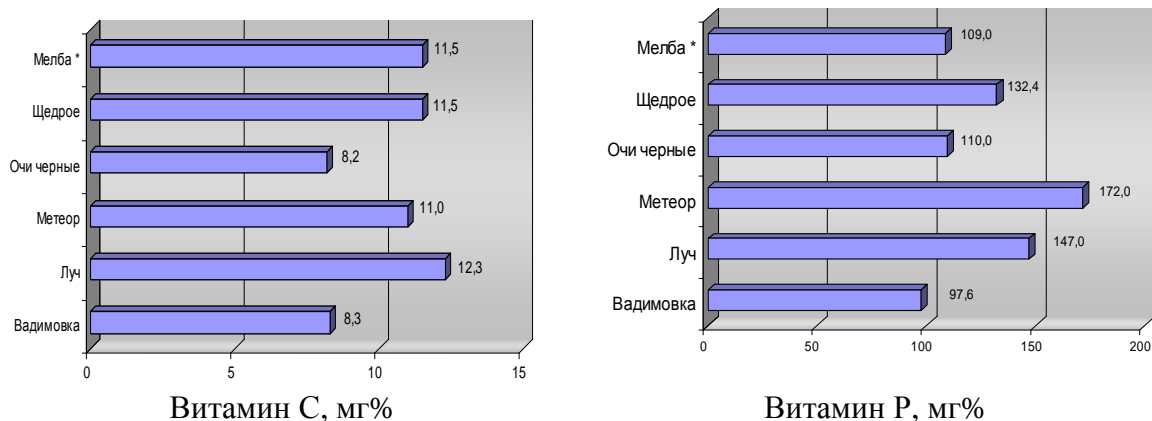 Мелба *
11,5
Щедрое
11,5
Очи черные
8,2
Метеор
11,0
Луч
12,3
Вадимовка
8,3
0 5 10 15
Витамин С, мг%
Мелба *
109,0
Щедрое
132,4
Очи черные
110,0
Метеор
172,0
Луч
147,0
Вадимовка
97,6
0 50 100 150 200
Витамин Р, мг%